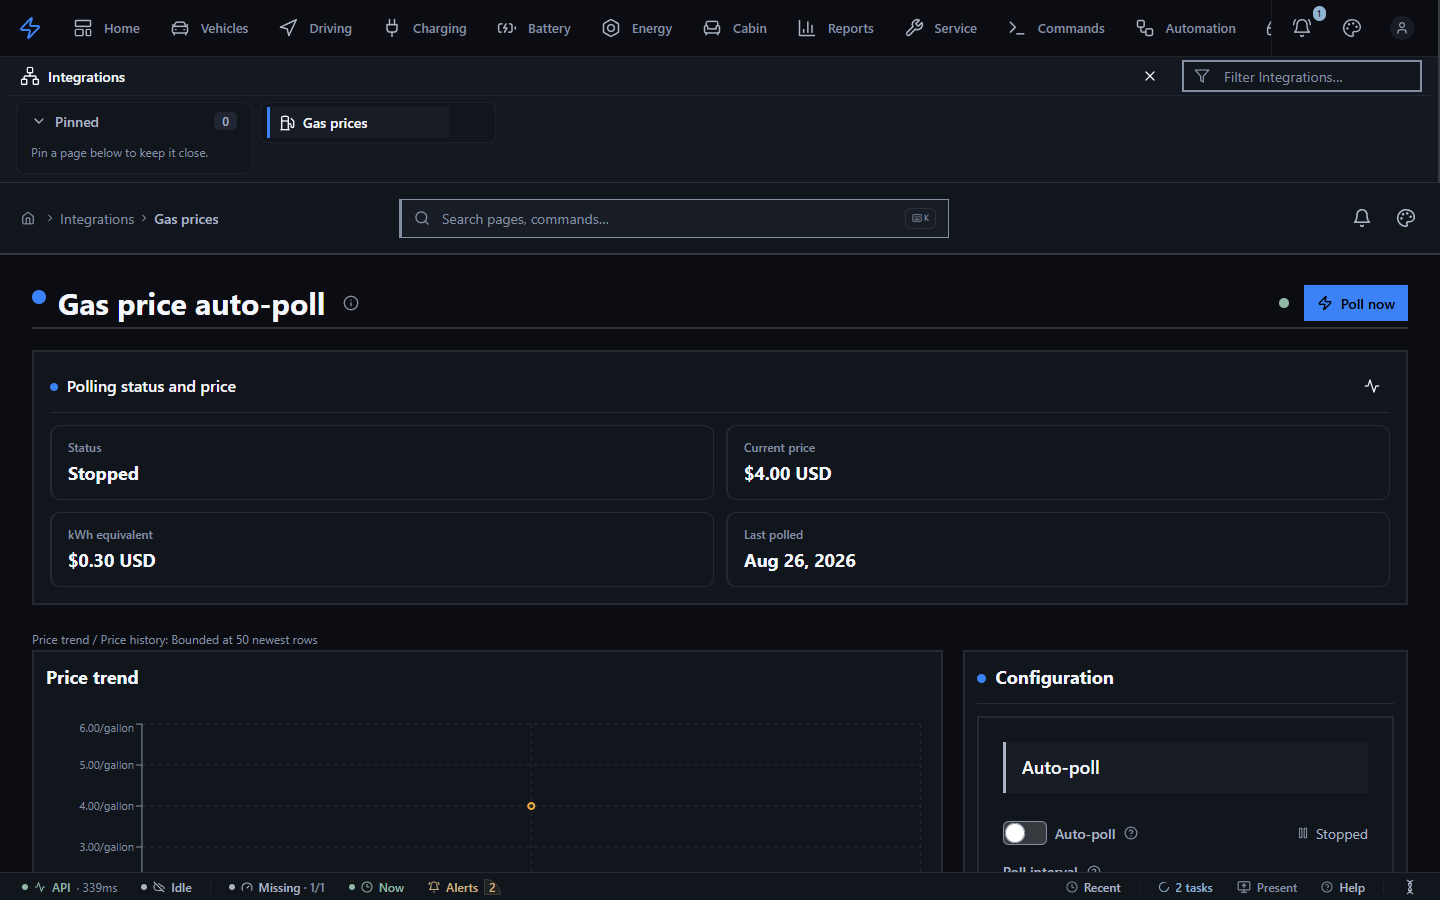 Home Vehicles Driving Charging Battery Energy Cabin Reports Service Commands Automation 1
Integrations Filter Integrations...
Pinned 0 Gas prices
Pin a page below to keep it close.
Integrations Gas prices Search pages, commands... K
Gas price auto-poll Poll now
Polling status and price
Status Current price
Stopped $4.00 USD
kWh equivalent Last polled
$0.30 USD Aug 26, 2026
Price trend / Price history: Bounded at 50 newest rows
Price trend Configuration
6.00/gallon
5.00/gallon Auto-poll
4.00/gallon
3.00/gallon Auto-poll Stopped
Poll interval
API · 339ms Idle Missing · 1/1 Now Alerts 2 Recent 2 tasks Present Help